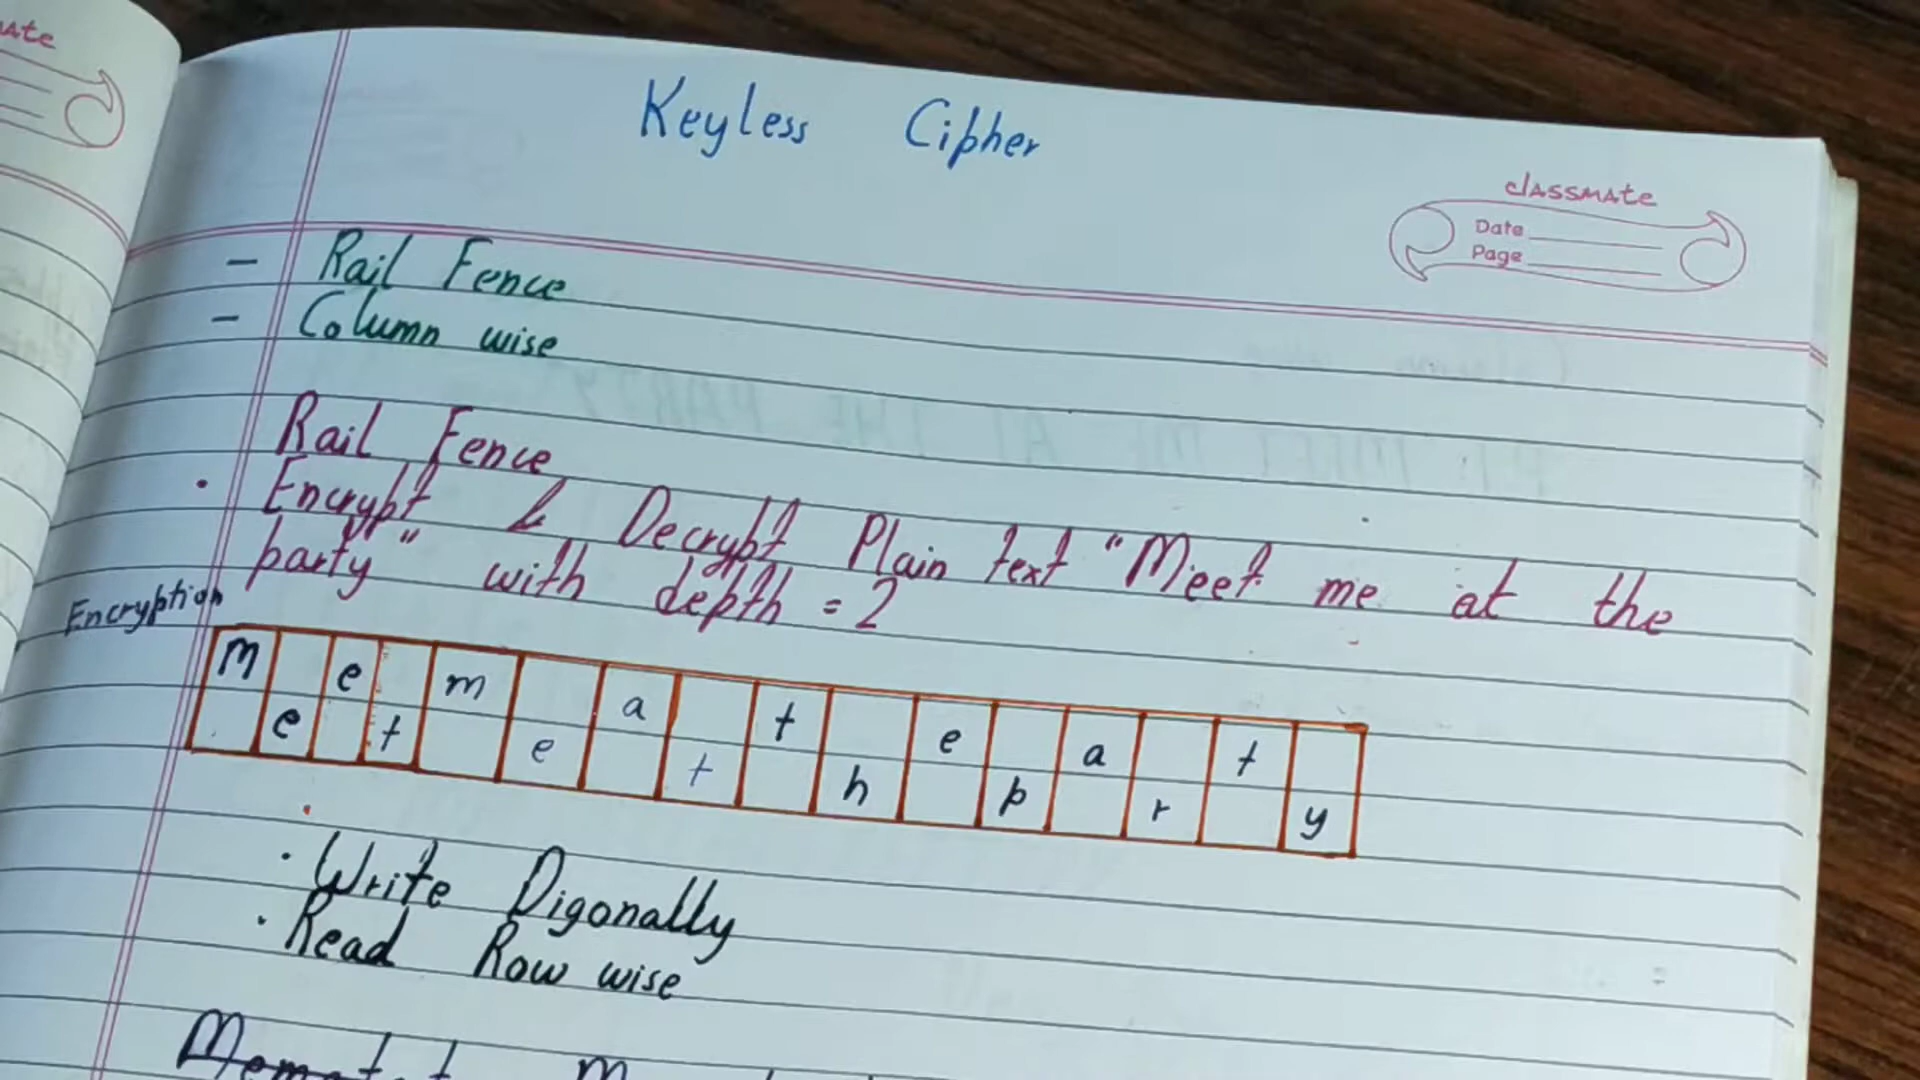 mate
Keyless Cipher
classmate
Date
Page
- Rail Fence
- Column wise
Rail Fence
. Encrypt & Decrypt Plain text "Meet me at the
party" with depth = 2
Encryption
M e m a t e a t
e t e t h p r y
. Write Digonally
. Read Row wise